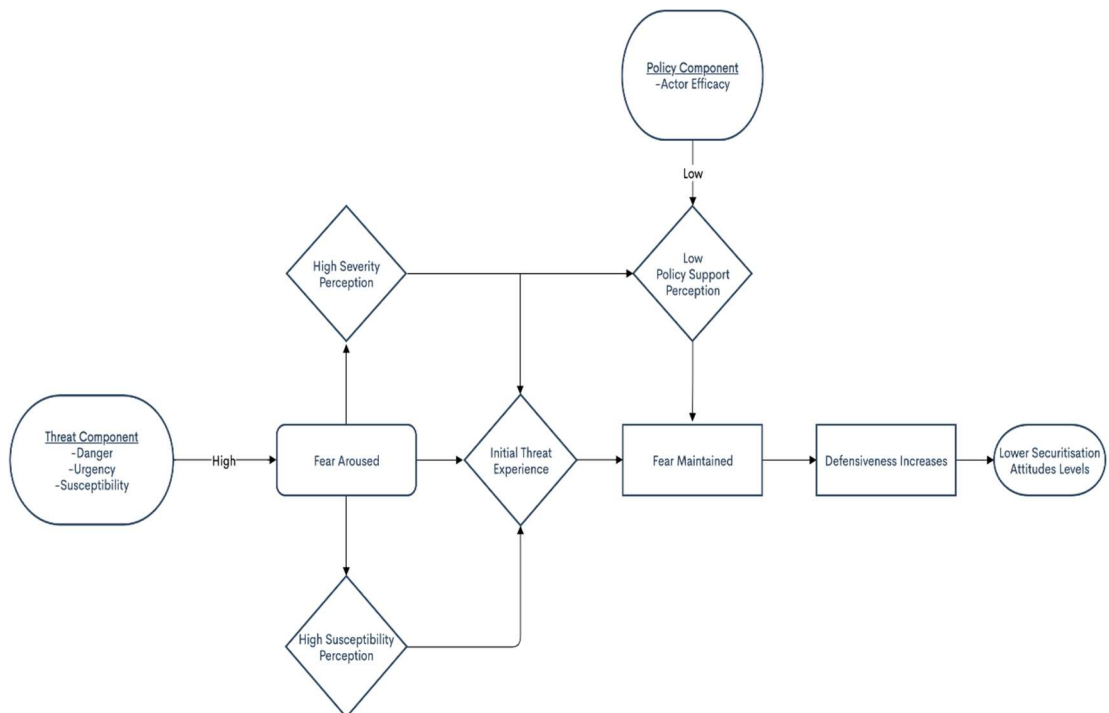 Policy Component
-Actor Efficacy
Low
High Severity
Perception
Low
Policy Support
Perception
Threat Component
-Danger
-Urgency
-Susceptibility
High
Fear Aroused
Initial Threat
Experience
Fear Maintained
Defensiveness Increases
Lower Securitisation
Attitudes Levels
High Susceptibility
Perception